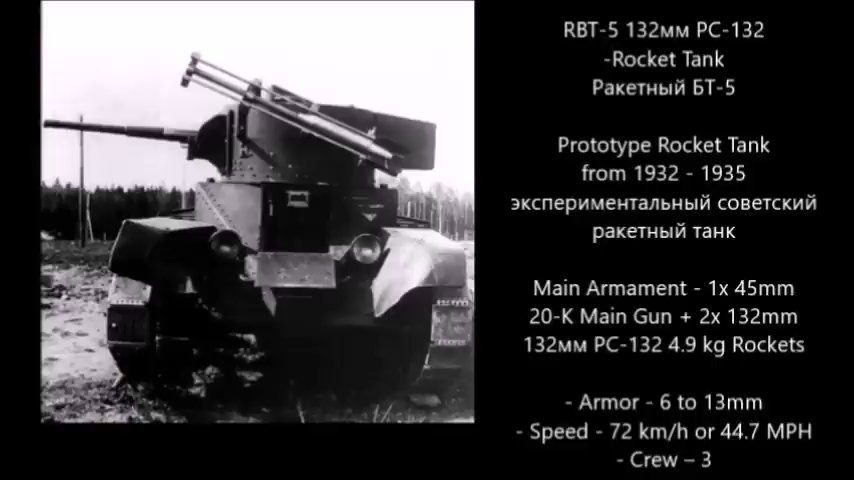 RBT-5 132мм РС-132
-Rocket Tank
Ракетный БТ-5
Prototype Rocket Tank
from 1932 - 1935
экспериментальный советский
ракетный танк
Main Armament - 1x 45mm
20-K Main Gun + 2x 132mm
132мм РС-132 4.9 kg Rockets
- Armor - 6 to 13mm
- Speed - 72 km/h or 44.7 MPH
- Crew – 3